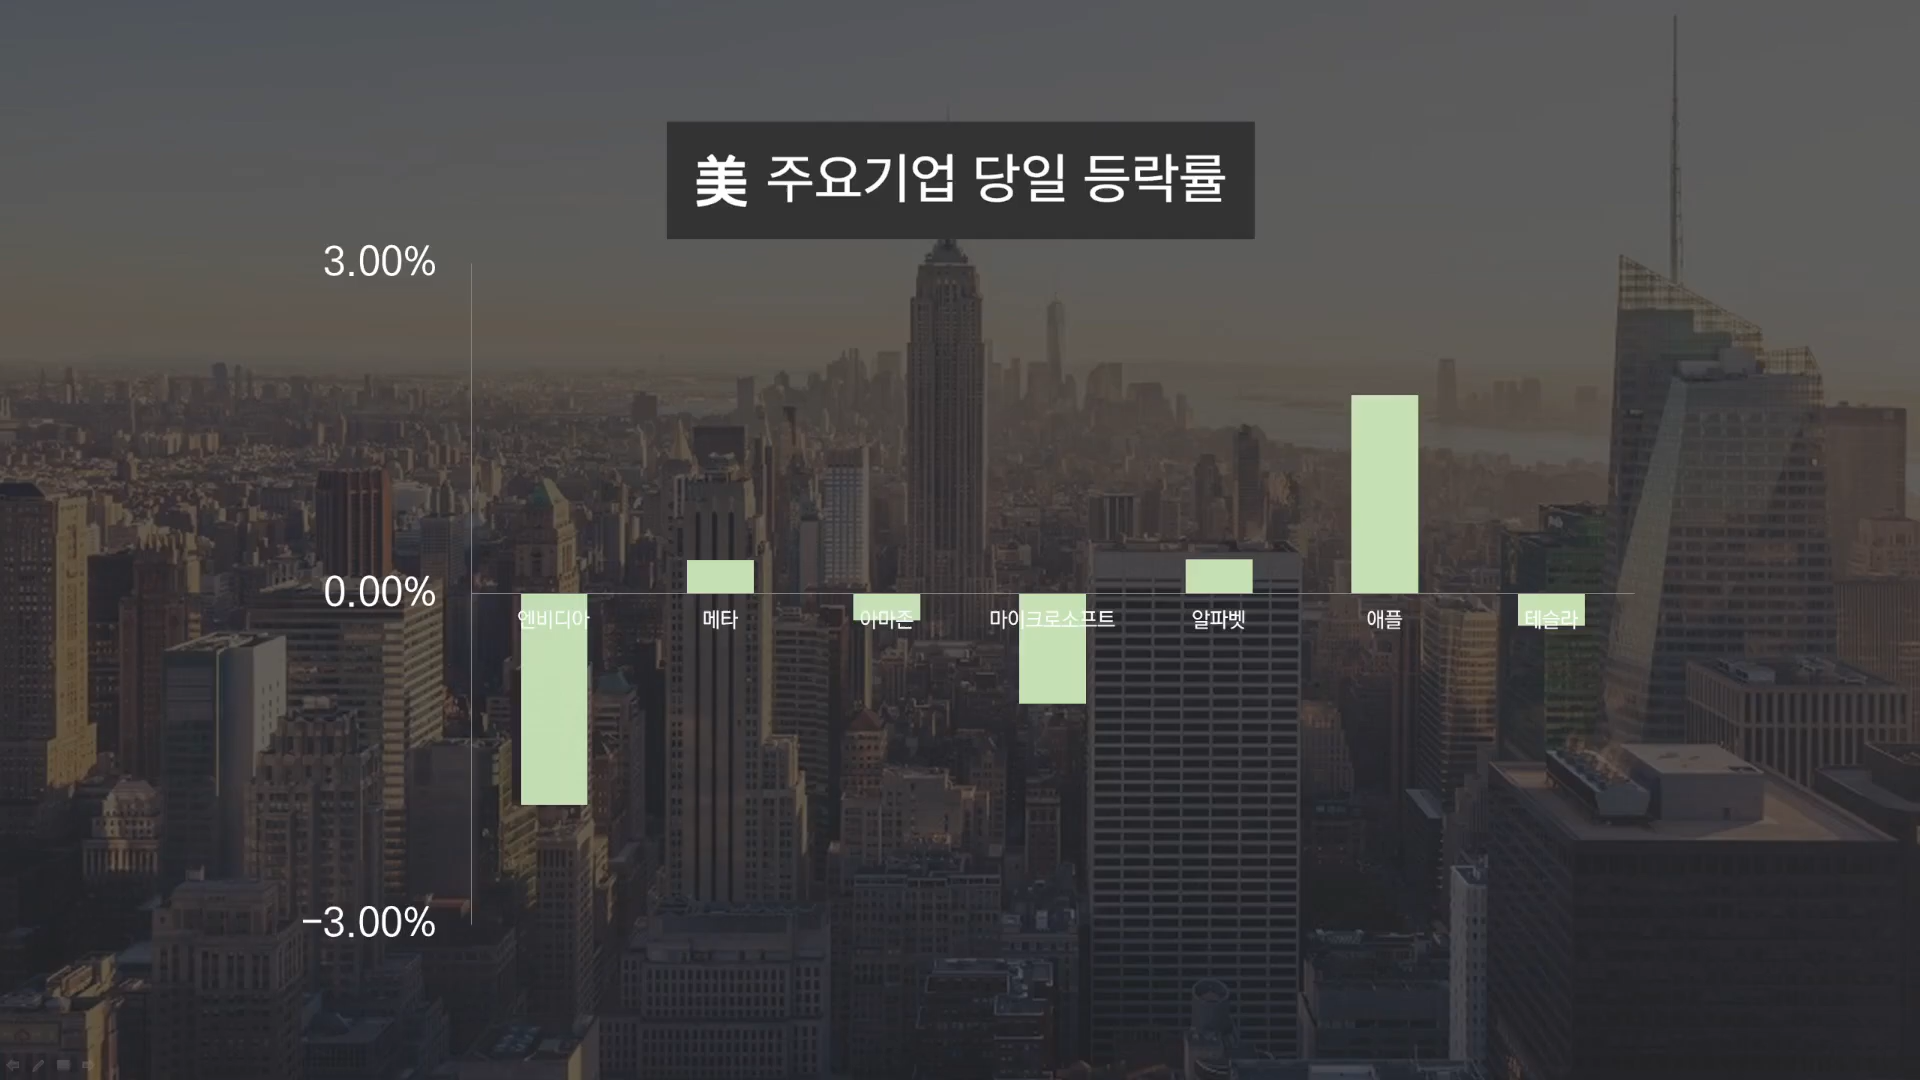 美 주요기업 당일 등락률
3.00%
0.00%
엔비디아 메타 아마존 마이크로소프트 알파벳 애플 테슬라
-3.00%